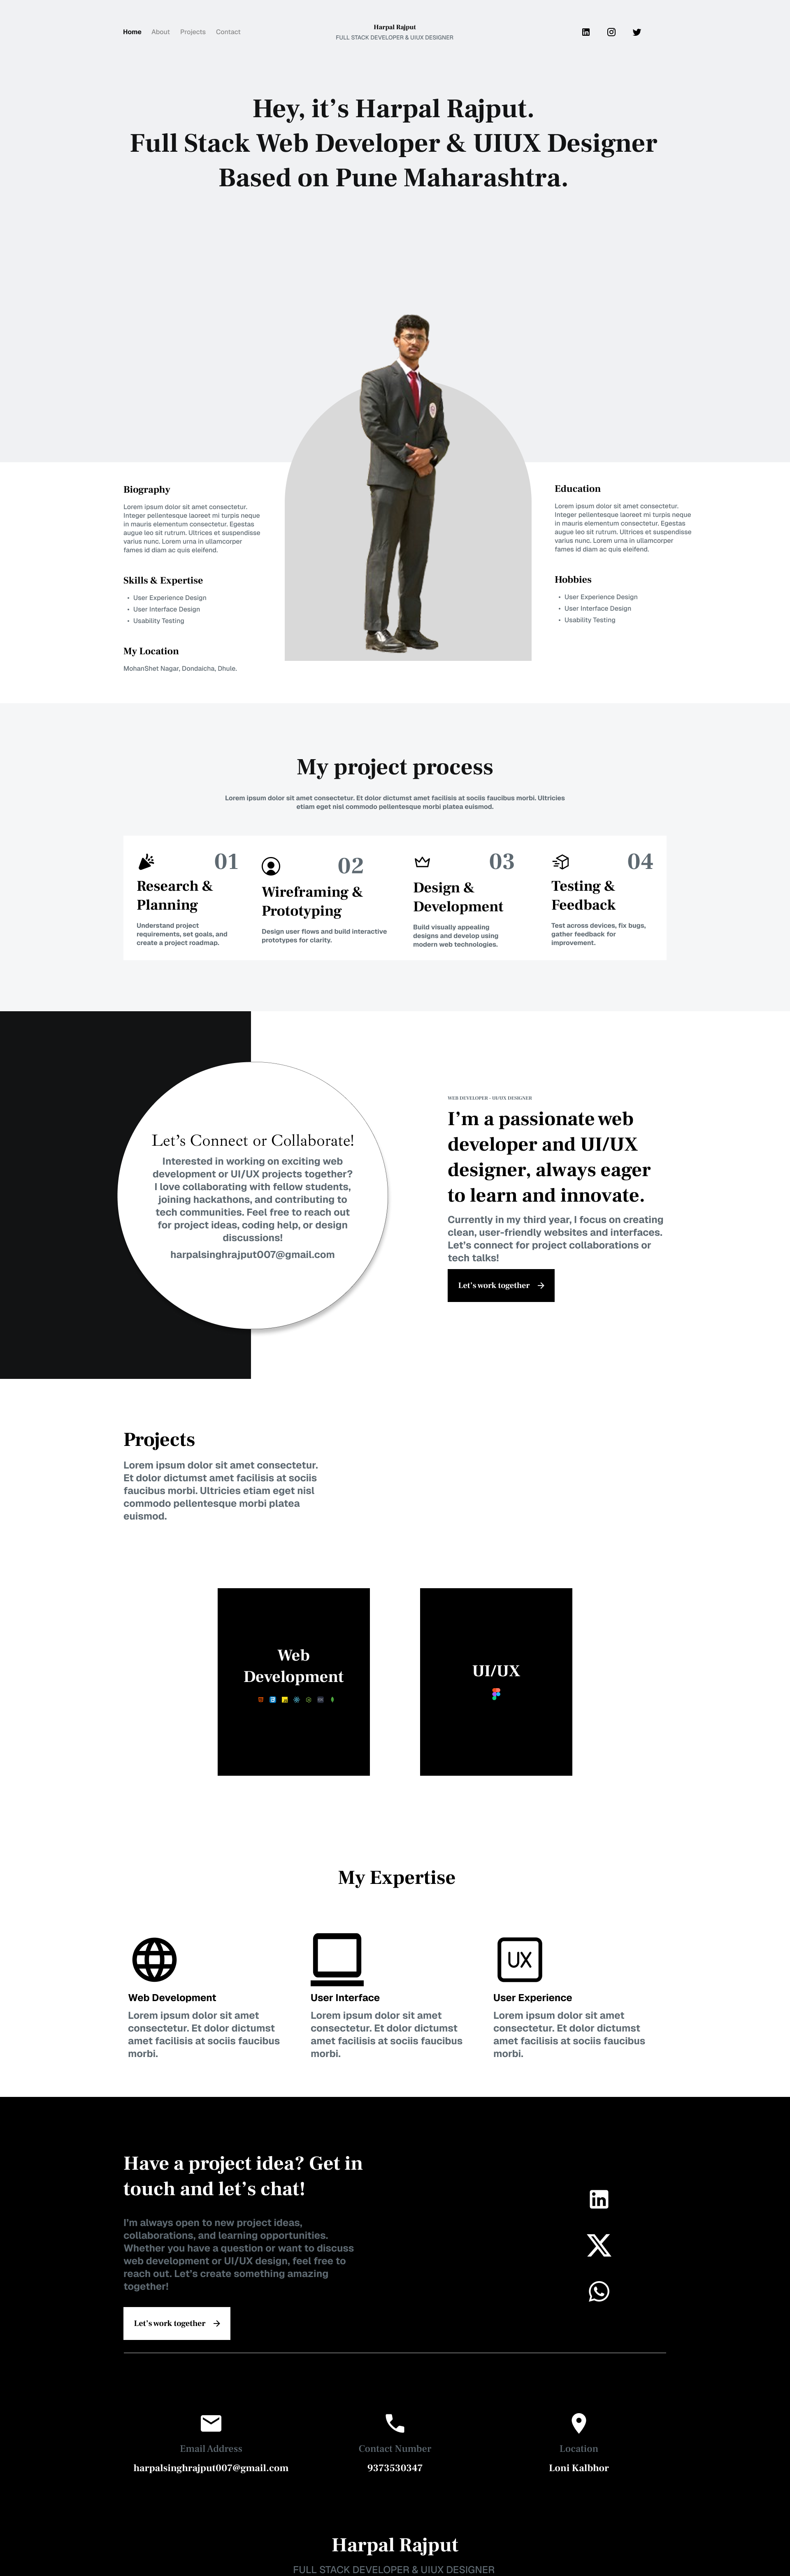 Home About Projects Contact
Harpal Rajput
FULL STACK DEVELOPER & UIUX DESIGNER
Hey, it's Harpal Rajput.
Full Stack Web Developer & UIUX Designer
Based on Pune Maharashtra.
Biography
Lorem ipsum dolor sit amet consectetur.
Integer pellentesque laoreet mi turpis neque
in mauris elementum consectetur. Egestas
augue leo sit rutrum. Ultrices et suspendisse
varius nunc. Lorem urna in ullamcorper
fames id diam ac quis eleifend.
Skills & Expertise
• User Experience Design
• User Interface Design
• Usability Testing
My Location
MohanShet Nagar, Dondaicha, Dhule.
Education
Lorem ipsum dolor sit amet consectetur.
Integer pellentesque laoreet mi turpis neque
in mauris elementum consectetur. Egestas
augue leo sit rutrum. Ultrices et suspendisse
varius nunc. Lorem urna in ullamcorper
fames id diam ac quis eleifend.
Hobbies
• User Experience Design
• User Interface Design
• Usability Testing
My project process
Lorem ipsum dolor sit amet consectetur. Et dolor dictumst amet facilisis at sociis faucibus morbi. Ultricies
etiam eget nisl commodo pellentesque morbi platea euismod.
01
Research &
Planning
Understand project
requirements, set goals, and
create a project roadmap.
02
Wireframing &
Prototyping
Design user flows and build interactive
prototypes for clarity.
03
Design &
Development
Build visually appealing
designs and develop using
modern web technologies.
04
Testing &
Feedback
Test across devices, fix bugs,
gather feedback for
improvement.
Let's Connect or Collaborate!
Interested in working on exciting web
development or UI/UX projects together?
I love collaborating with fellow students,
joining hackathons, and contributing to
tech communities. Feel free to reach out
for project ideas, coding help, or design
discussions!
harpalsinghrajput007@gmail.com
WEB DEVELOPER - UI/UX DESIGNER
I'm a passionate web
developer and UI/UX
designer, always eager
to learn and innovate.
Currently in my third year, I focus on creating
clean, user-friendly websites and interfaces.
Let's connect for project collaborations or
tech talks!
Let's work together
Projects
Lorem ipsum dolor sit amet consectetur.
Et dolor dictumst amet facilisis at sociis
faucibus morbi. Ultricies etiam eget nisl
commodo pellentesque morbi platea
euismod.
Web
Development
UI/UX
My Expertise
Web Development
Lorem ipsum dolor sit amet
consectetur. Et dolor dictumst
amet facilisis at sociis faucibus
morbi.
User Interface
Lorem ipsum dolor sit amet
consectetur. Et dolor dictumst
amet facilisis at sociis faucibus
morbi.
UX
User Experience
Lorem ipsum dolor sit amet
consectetur. Et dolor dictumst
amet facilisis at sociis faucibus
morbi.
Have a project idea? Get in
touch and let's chat!
I'm always open to new project ideas,
collaborations, and learning opportunities.
Whether you have a question or want to discuss
web development or UI/UX design, feel free to
reach out. Let's create something amazing
together!
Let's work together
Email Address
harpalsinghrajput007@gmail.com
Contact Number
9373530347
Location
Loni Kalbhor
Harpal Rajput
FULL STACK DEVELOPER & UIUX DESIGNER